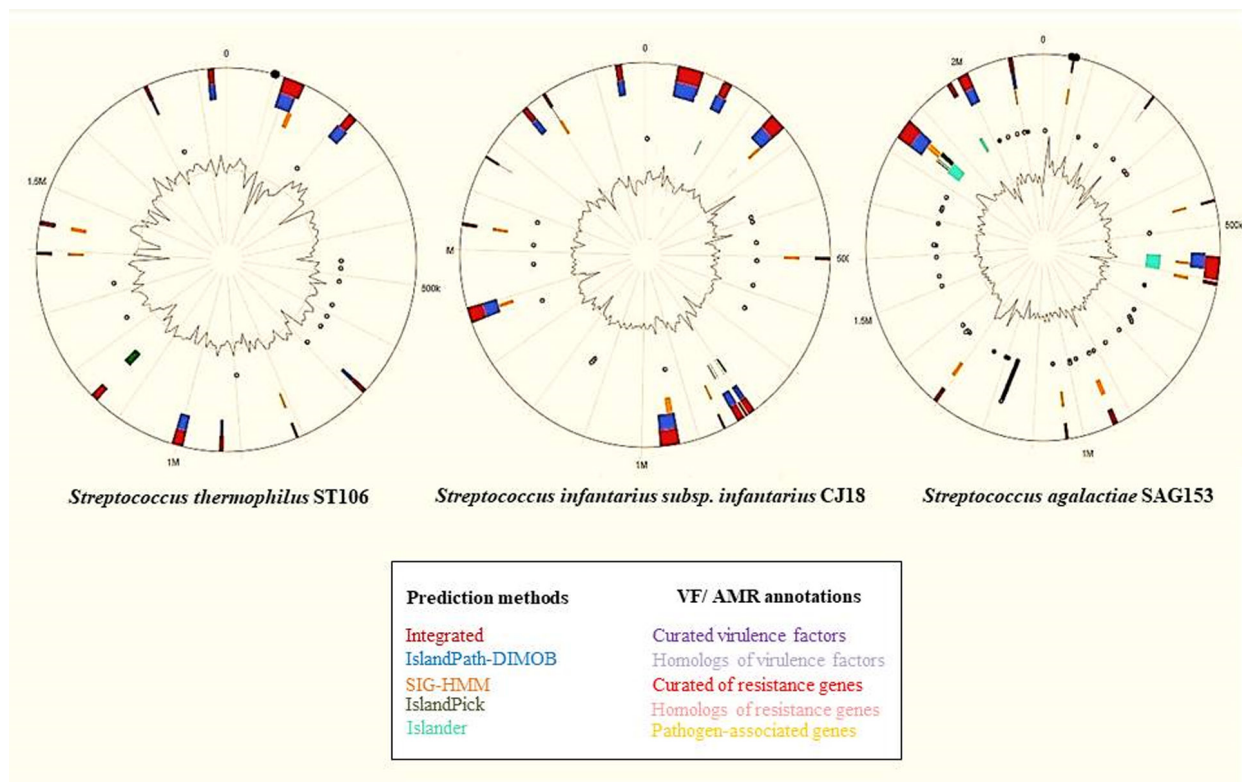 0
1.5M
500k
1M
Streptococcus thermophilus ST106
0
M
500
1M
Streptococcus infantarius subsp. infantarius CJ18
0
2M
500k
1.5M
1M
Streptococcus agalactiae SAG153
Prediction methods
Integrated
IslandPath-DIMOB
SIG-HMM
IslandPick
Islander
VF/ AMR annotations
Curated virulence factors
Homologs of virulence factors
Curated of resistance genes
Homologs of resistance genes
Pathogen-associated genes